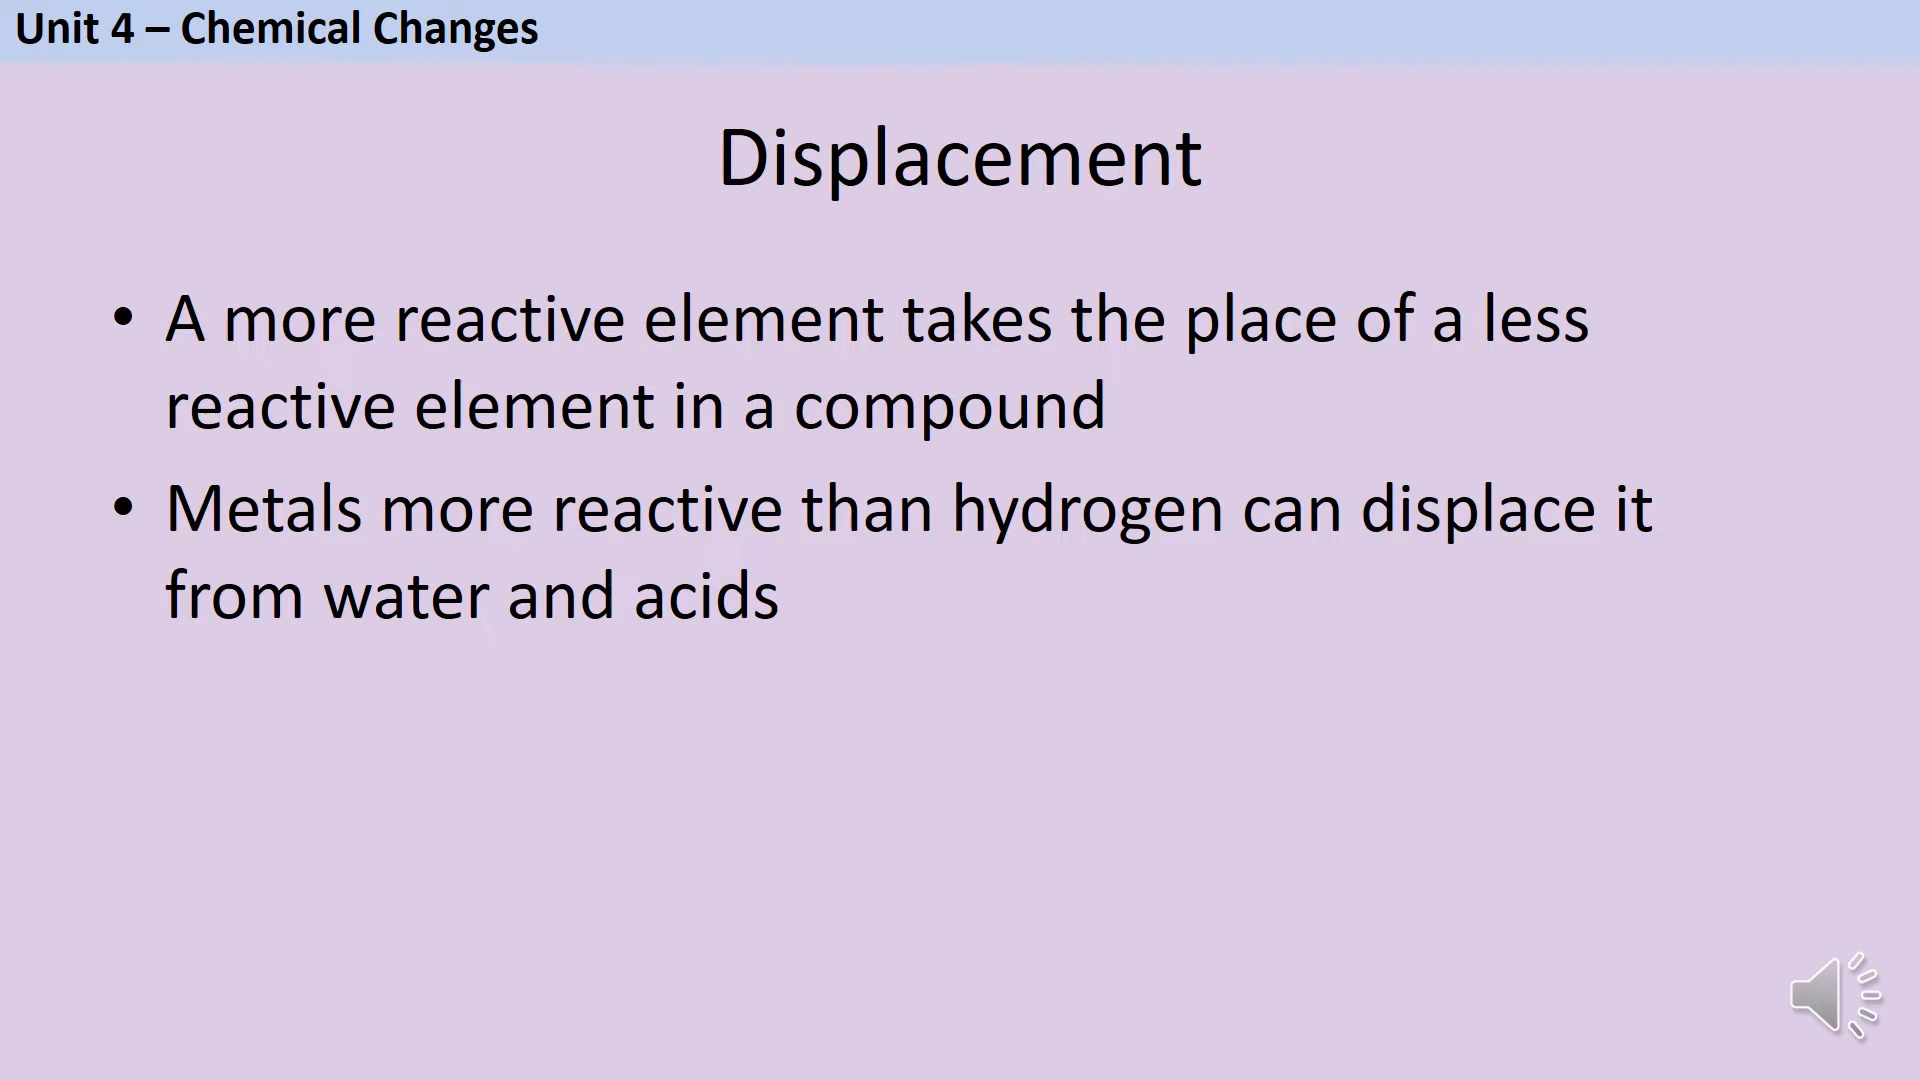 Unit 4 – Chemical Changes
Displacement
• A more reactive element takes the place of a less
reactive element in a compound
• Metals more reactive than hydrogen can displace it
from water and acids